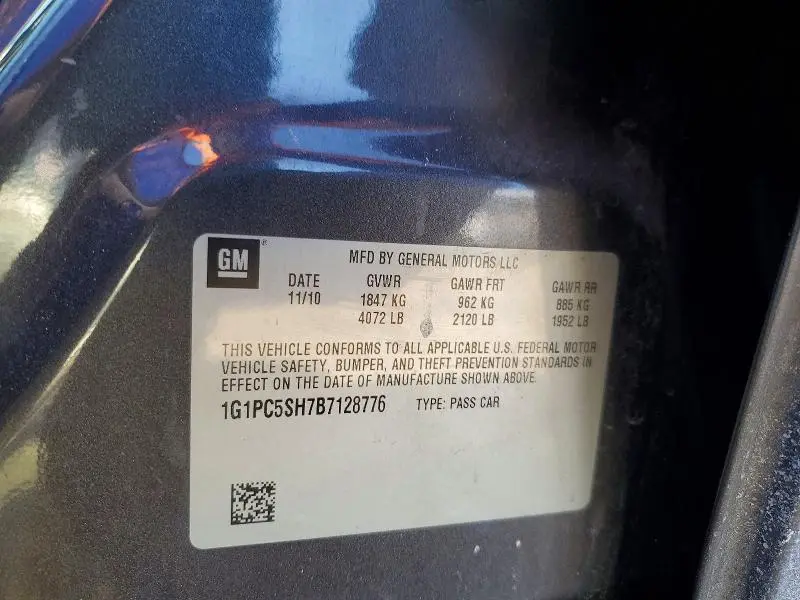 GM ®
MFD BY GENERAL MOTORS LLC
DATE GVWR GAWR FRT GAWR RR
11/10 1847 KG 962 KG 885 KG
4072 LB 2120 LB 1952 LB
THIS VEHICLE CONFORMS TO ALL APPLICABLE U.S. FEDERAL MOTOR
VEHICLE SAFETY, BUMPER, AND THEFT PREVENTION STANDARDS IN
EFFECT ON THE DATE OF MANUFACTURE SHOWN ABOVE.
1G1PC5SH7B7128776 TYPE: PASS CAR